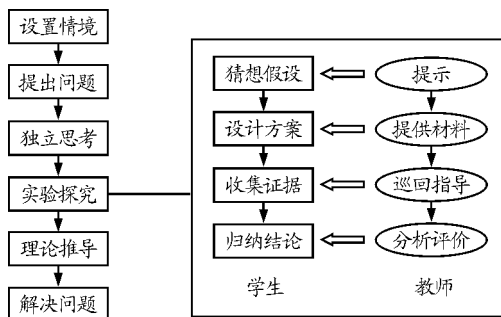 设置情境
提出问题
独立思考
实验探究
理论推导
解决问题
猜想假设
提示
设计方案
提供材料
收集证据
巡回指导
归纳结论
分析评价
学生
教师